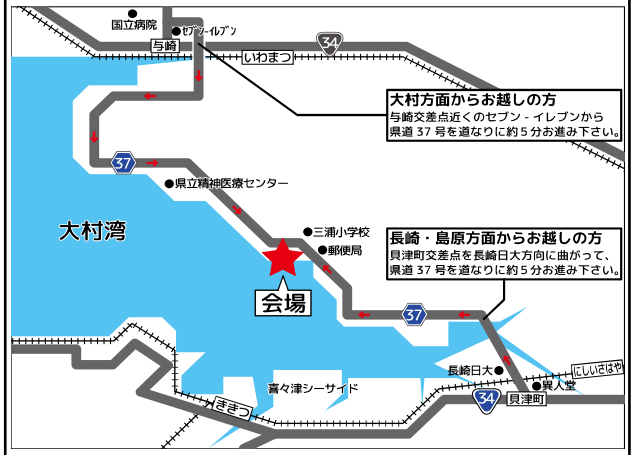 国立病院
セブン-イレブン
与崎
34
いわまつ
大村方面からお越しの方
与崎交差点近くのセブン - イレブンから
県道 37 号を道なりに約５分お進み下さい。
37
県立精神医療センター
大村湾
三浦小学校
郵便局
長崎・島原方面からお越しの方
貝津町交差点を長崎日大方向に曲がって、
県道 37 号を道なりに約５分お進み下さい。
会場
37
長崎日大
にしいさはや
異人堂
喜々津シーサイド
34
貝津町
ききつ